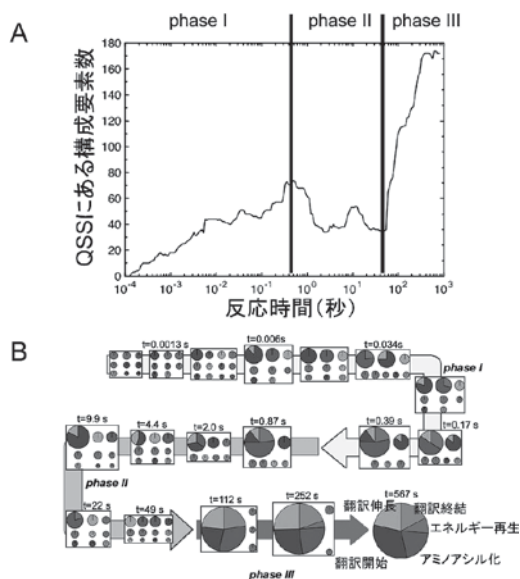 A
phase I
phase II
phase III
QSSIにある構成要素数
180
160
140
120
100
80
60
40
20
0
10-4
10-3
10-2
10-1
100
101
102
103
反応時間(秒)
B
t=0.0013 s
t=0.006s
t=0.034s
phase I
t=9.9 s
t=4.4 s
t=2.0 s
t=0.87 s
t=0.39 s
t=0.17 s
phase II
t=22 s
t=49 s
t=112 s
t=252 s
t=567 s
翻訳伸長
翻訳終結
エネルギー再生
アミノアシル化
翻訳開始
phase III